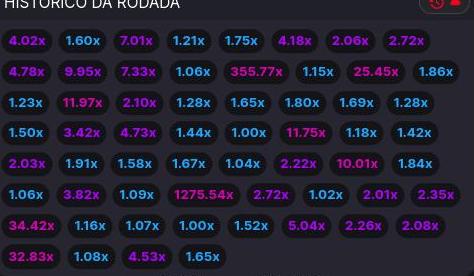 HISTÓRICO DA RODADA
4.02x 1.60x 7.01x 1.21x 1.75x 4.18x 2.06x 2.72x
4.78x 9.95x 7.33x 1.06x 355.77x 1.15x 25.45x 1.86x
1.23x 11.97x 2.10x 1.28x 1.65x 1.80x 1.69x 1.28x
1.50x 3.42x 4.73x 1.44x 1.00x 11.75x 1.18x 1.42x
2.03x 1.91x 1.58x 1.67x 1.04x 2.22x 10.01x 1.84x
1.06x 3.82x 1.09x 1275.54x 2.72x 1.02x 2.01x 2.35x
34.42x 1.16x 1.07x 1.00x 1.52x 5.04x 2.26x 2.08x
32.83x 1.08x 4.53x 1.65x